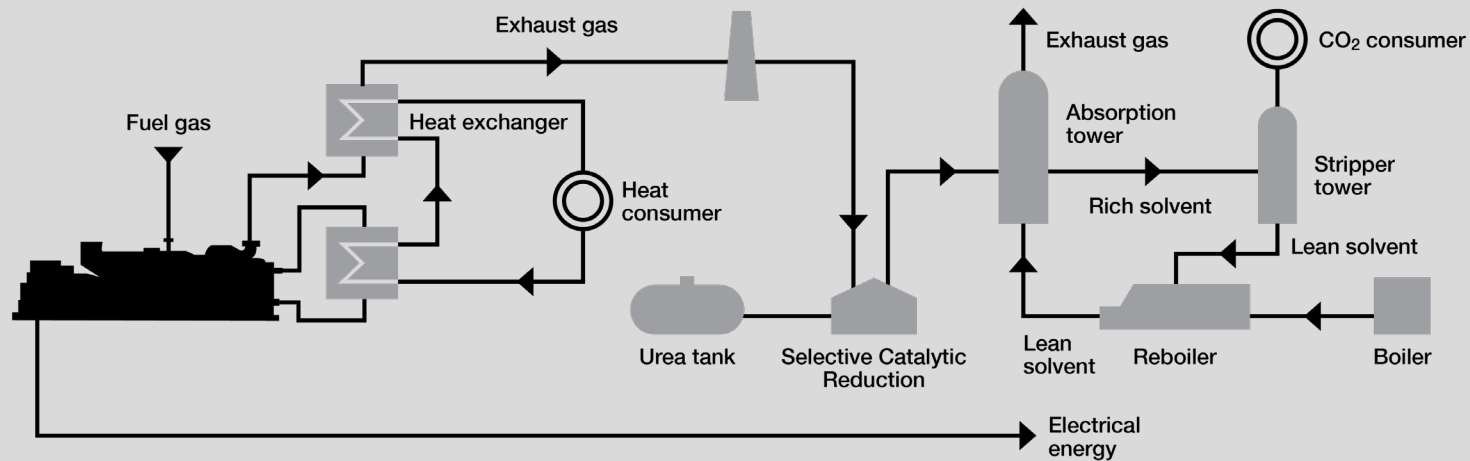 Exhaust gas
Exhaust gas
CO₂ consumer
Fuel gas
Heat exchanger
Absorption
tower
Stripper
tower
Heat
consumer
Rich solvent
Lean solvent
Urea tank
Selective Catalytic
Reduction
Lean
solvent
Reboiler
Boiler
Electrical
energy